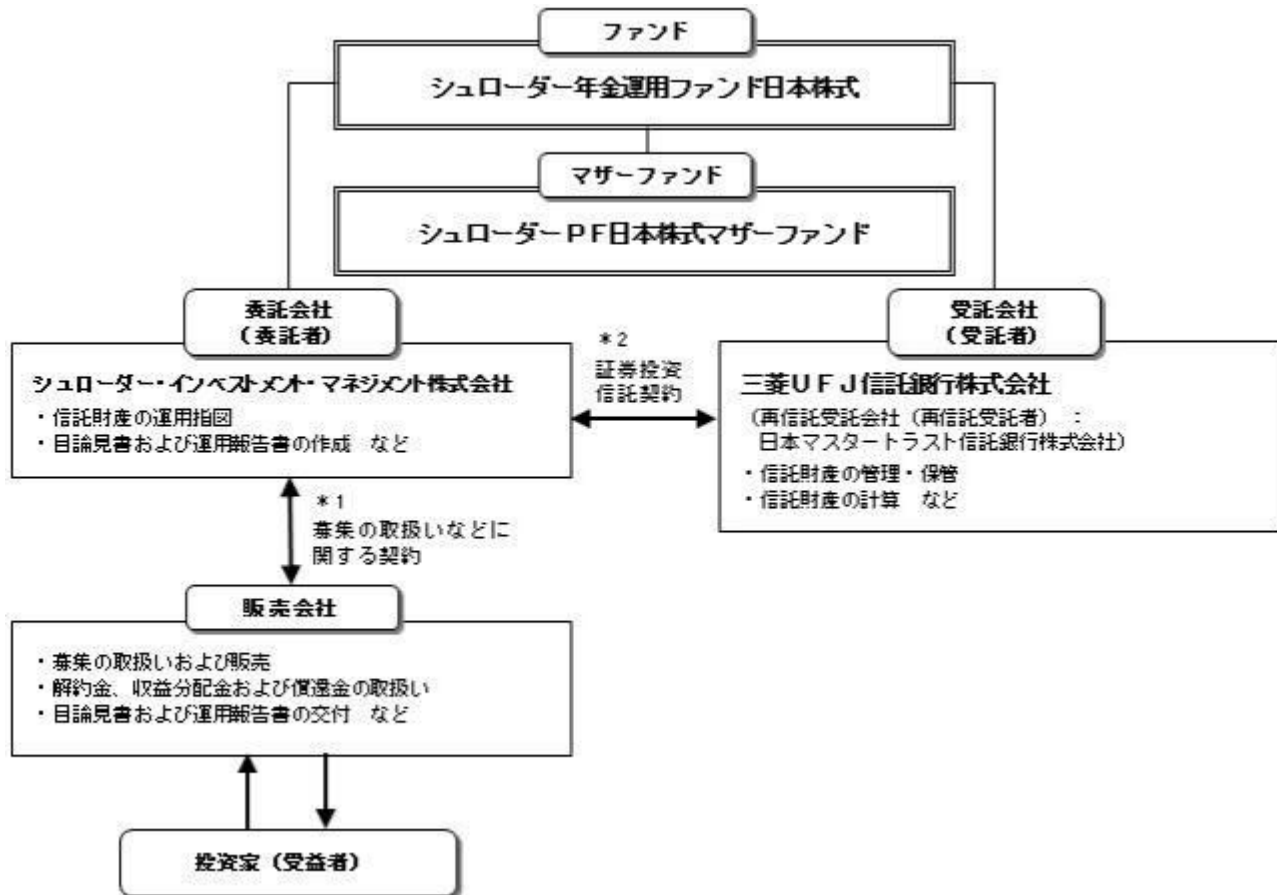 ファンド
シュローダー年金運用ファンド日本株式
マザーファンド
シュローダーPF日本株式マザーファンド
委託会社
(委託者)
シュローダー・インベストメント・マネジメント株式会社
・信託財産の運用指図
・目論見書および運用報告書の作成 など
*2
証券投資
信託契約
受託会社
(受託者)
三菱UFJ信託銀行株式会社
(再信託受託会社(再信託受託者) :
日本マスタートラスト信託銀行株式会社)
・信託財産の管理・保管
・信託財産の計算 など
*1
募集の取扱いなどに
関する契約
販売会社
・募集の取扱いおよび販売
・解約金、収益分配金および償還金の取扱い
・目論見書および運用報告書の交付 など
投資家(受益者)